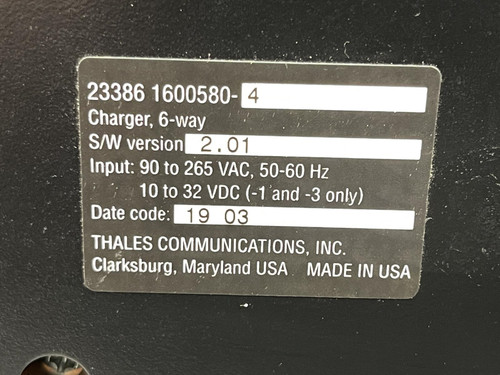 23386 1600580- 4
Charger, 6-way
S/W version 2.01
Input: 90 to 265 VAC, 50-60 Hz
10 to 32 VDC (-1 and -3 only)
Date code: 19 03
THALES COMMUNICATIONS, INC.
Clarksburg, Maryland USA MADE IN USA